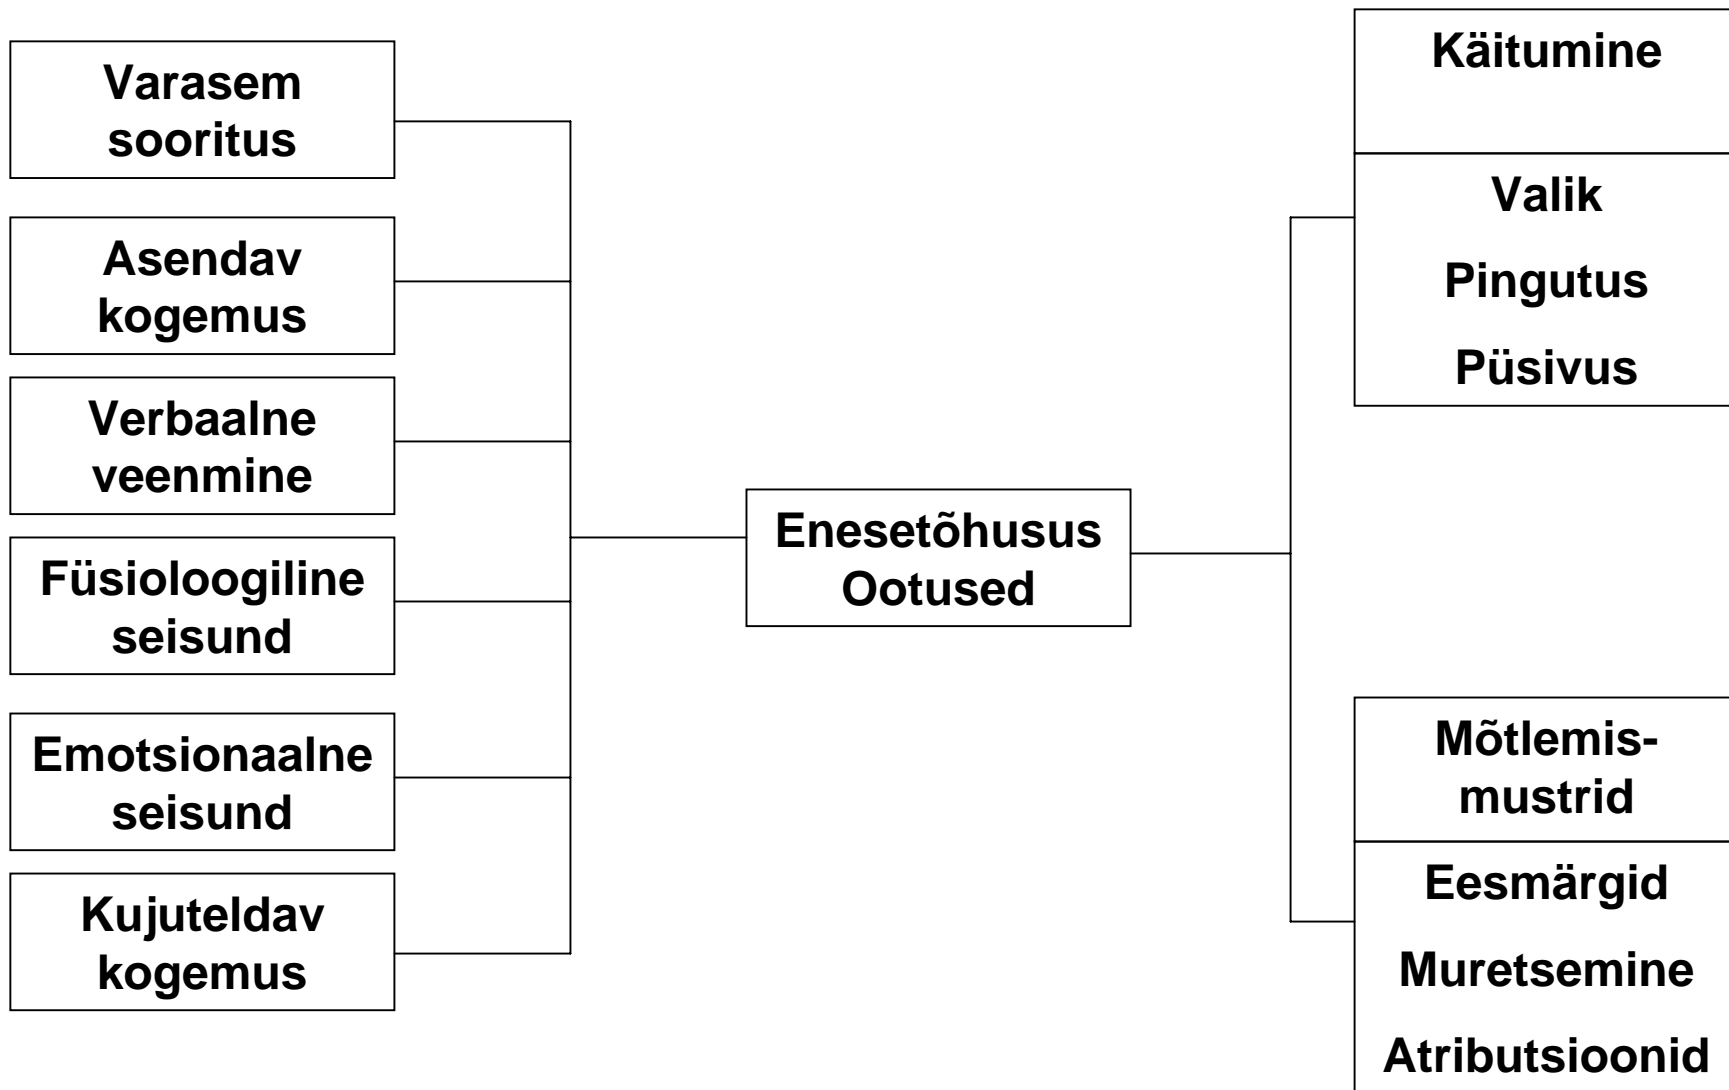 Varasem
sooritus
Asendav
kogemus
Verbaalne
veenmine
Füsioloogiline
seisund
Emotsionaalne
seisund
Kujuteldav
kogemus
Enesetõhusus
Ootused
Käitumine
Valik
Pingutus
Püsivus
Mõtlemis-
mustrid
Eesmärgid
Muretsemine
Atributsioonid